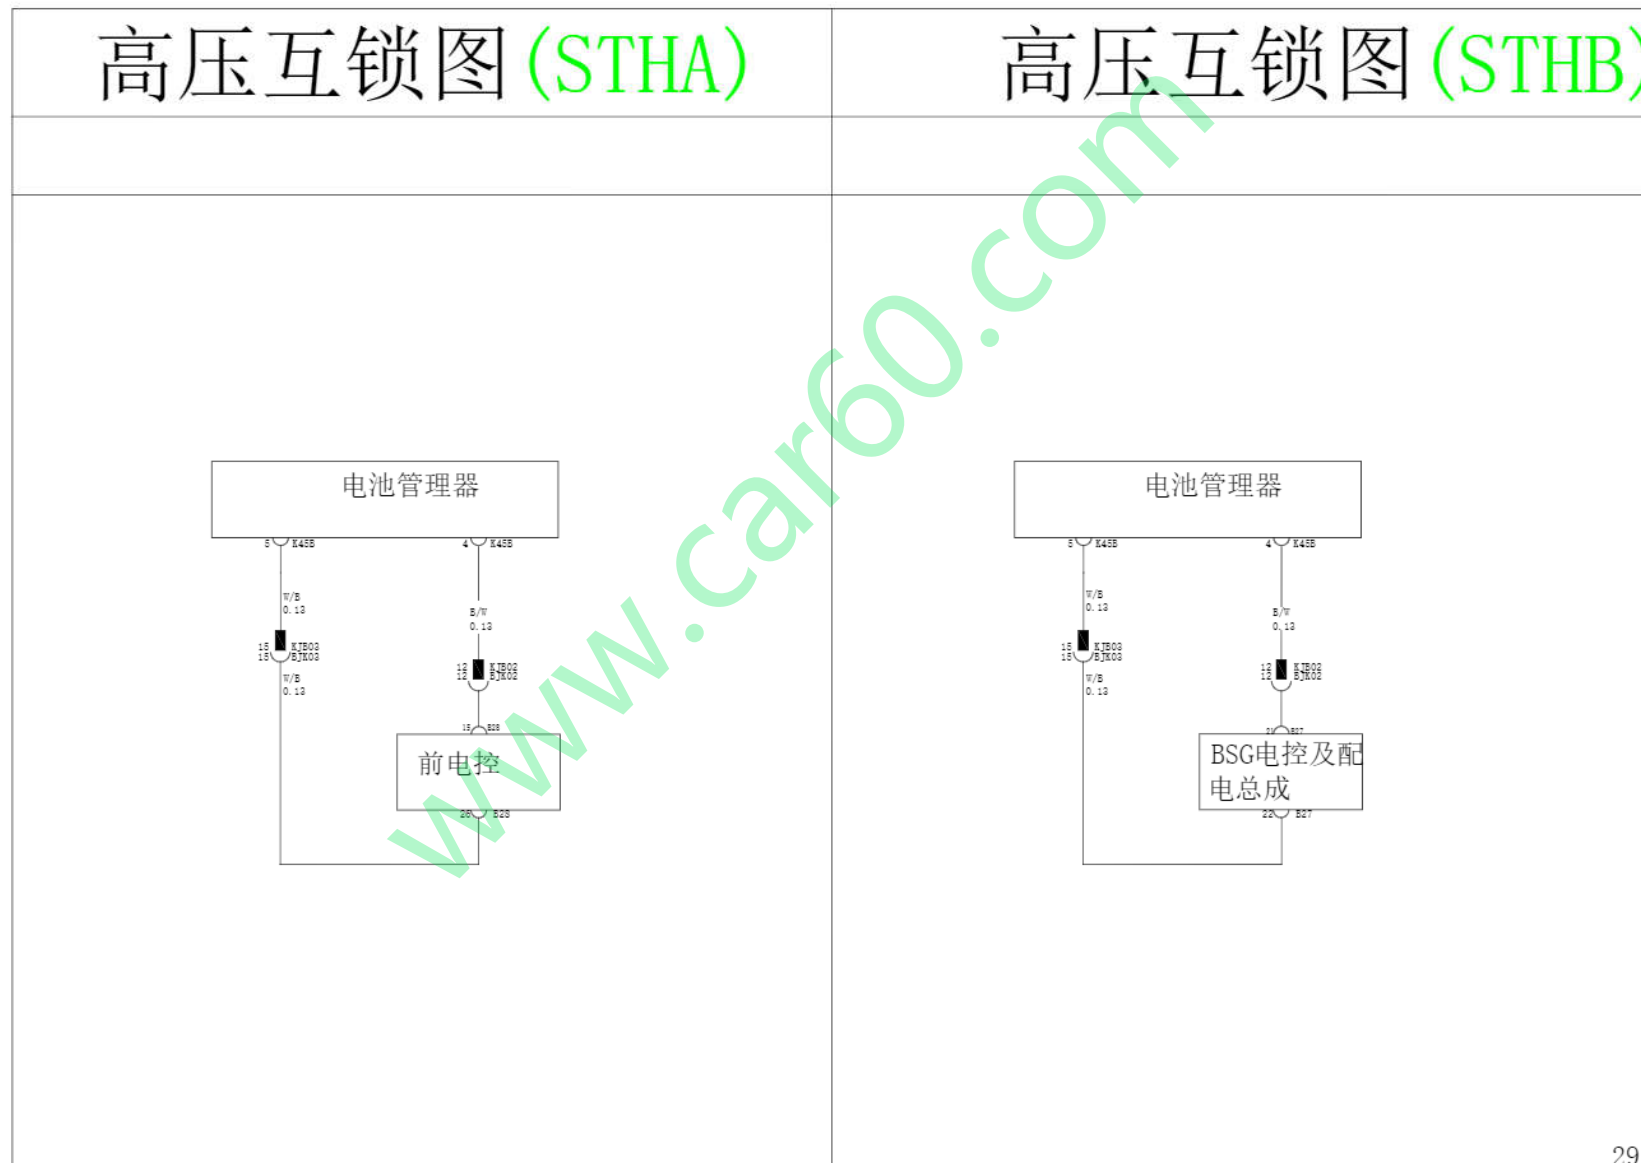 高压互锁图(STHA)
高压互锁图(STHB)
www.car60.com
电池管理器
5 K45B
4 K45B
W/B
0.13
B/W
0.13
15 KJB03
15 BJK03
W/B
0.13
12 KJB02
12 BJK02
15 B28
前电控
26 B28
电池管理器
5 K45B
4 K45B
W/B
0.13
B/W
0.13
15 KJB03
15 BJK03
W/B
0.13
12 KJB02
12 BJK02
21 B27
BSG电控及配
电总成
22 B27
29